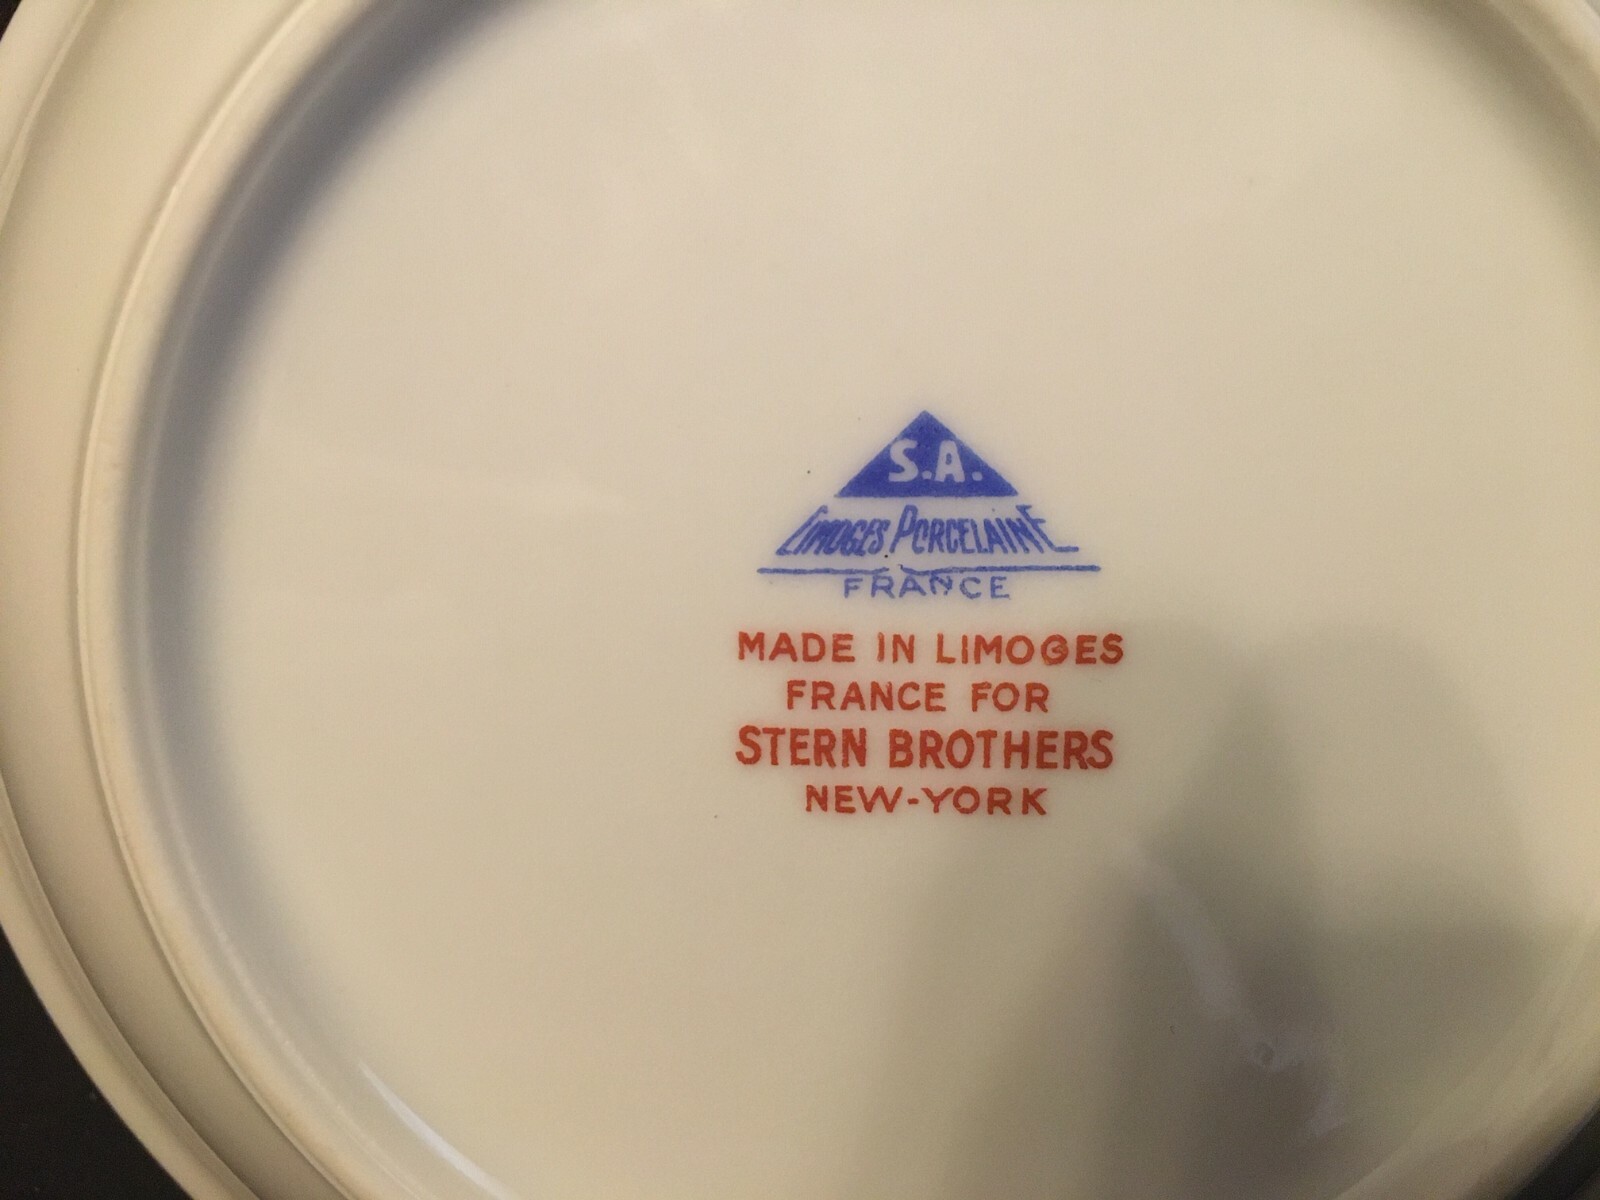 S.A.
LIMOGES PORCELAINE
FRANCE
MADE IN LIMOGES
FRANCE FOR
STERN BROTHERS
NEW-YORK